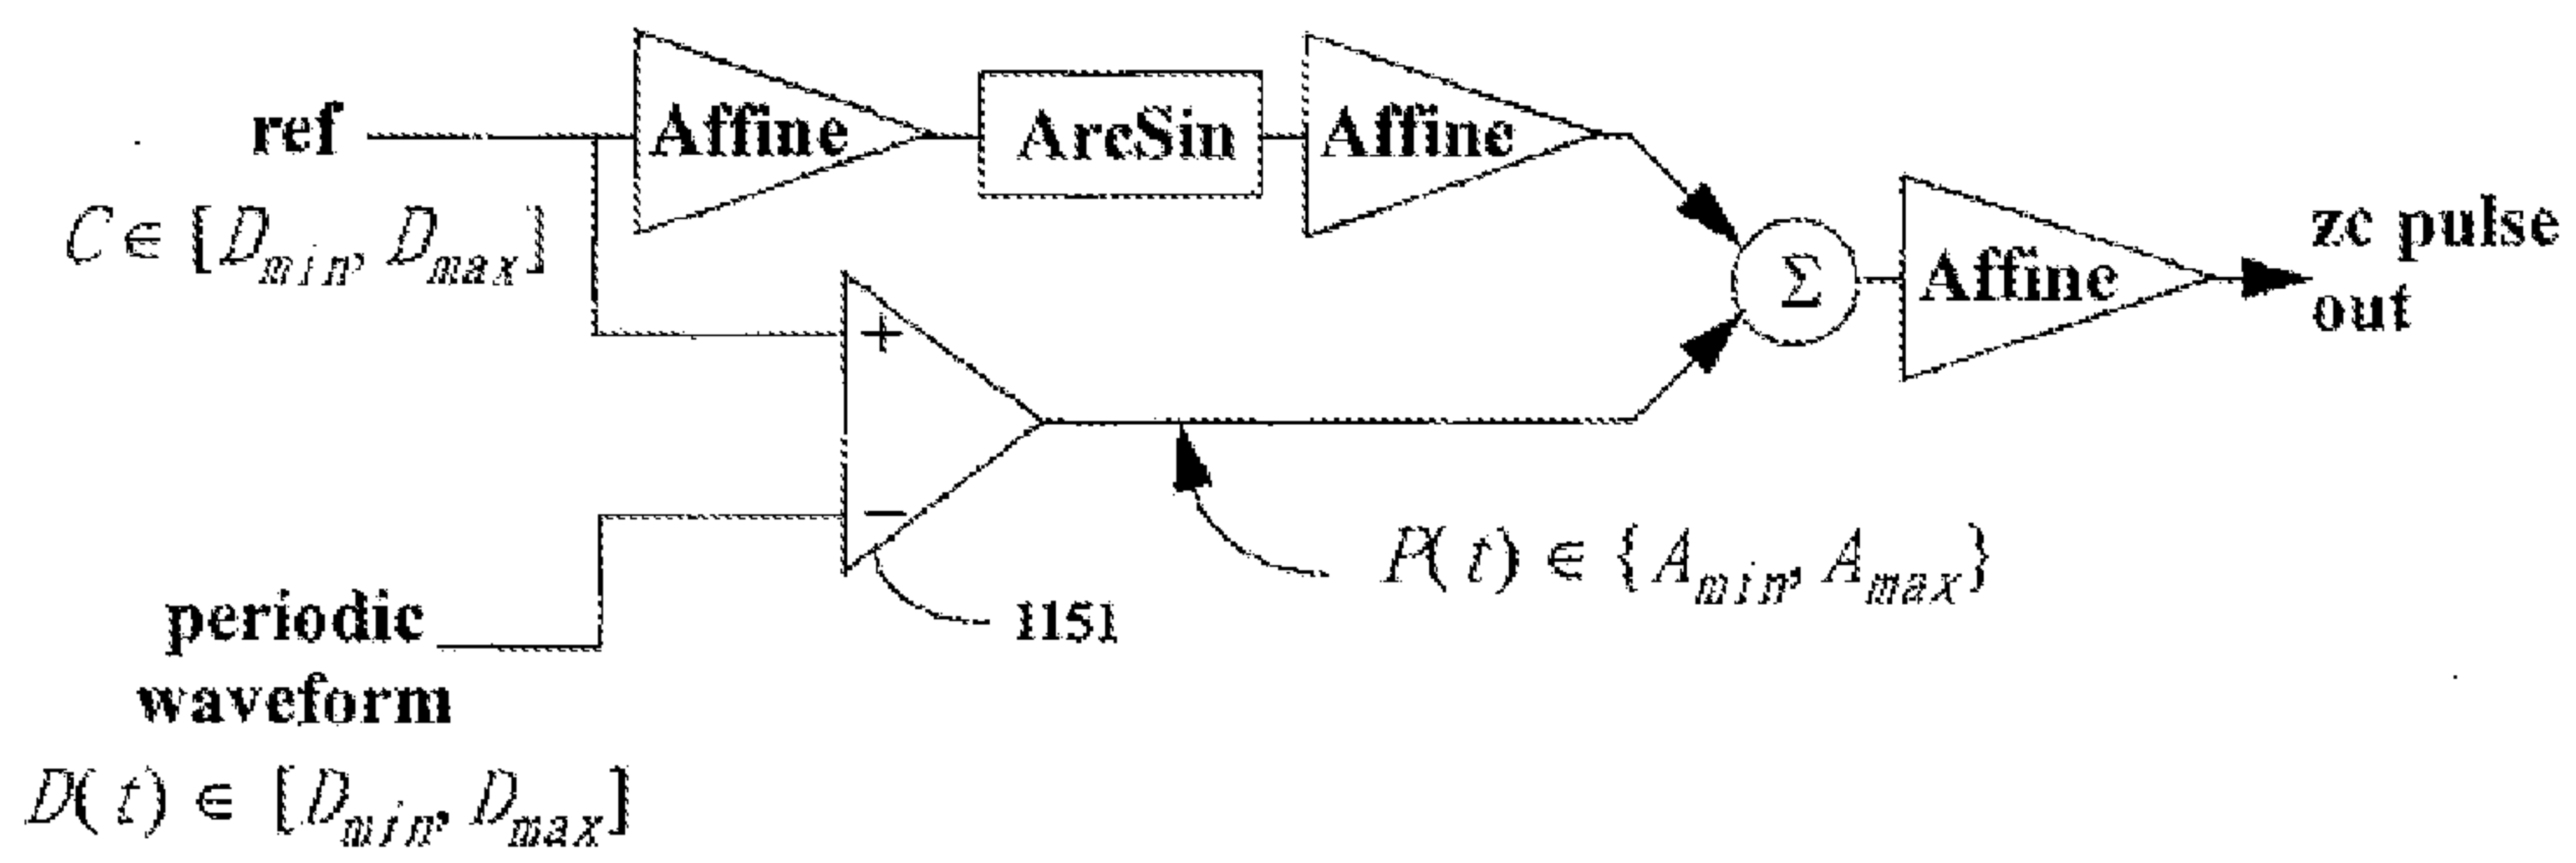 ref
C ∈ [D_min, D_max]
Affine
ArcSin
Affine
Σ
Affine
zc pulse
out
+
−
1151
P(t) ∈ {A_min, A_max}
periodic
waveform
D(t) ∈ [D_min, D_max]